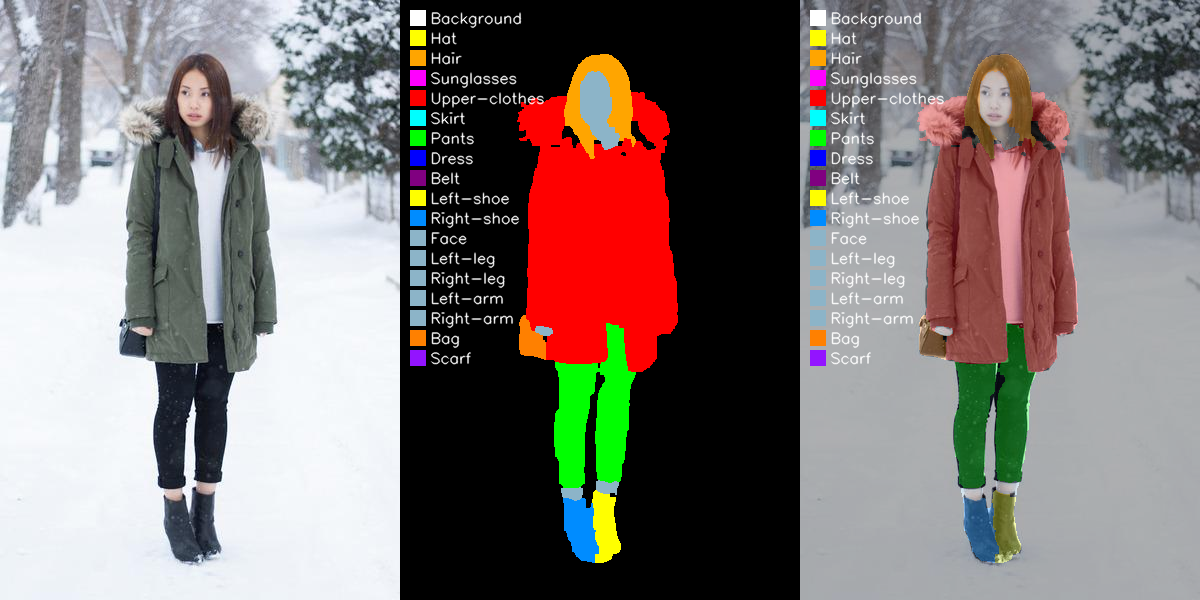 Background
Hat
Hair
Sunglasses
Upper-clothes
Skirt
Pants
Dress
Belt
Left-shoe
Right-shoe
Face
Left-leg
Right-leg
Left-arm
Right-arm
Bag
Scarf
Background
Hat
Hair
Sunglasses
Upper-clothes
Skirt
Pants
Dress
Belt
Left-shoe
Right-shoe
Face
Left-leg
Right-leg
Left-arm
Right-arm
Bag
Scarf